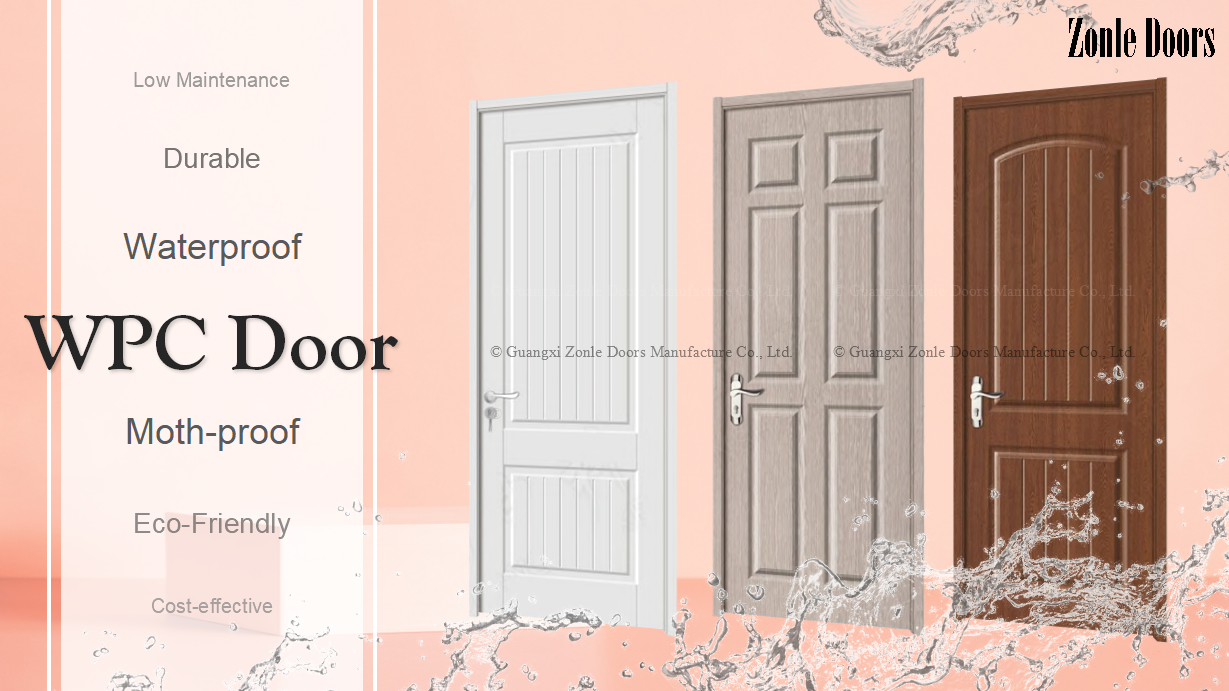 Zonle Doors
Low Maintenance
Durable
Waterproof
WPC Door
Moth-proof
Eco-Friendly
Cost-effective
© Guangxi Zonle Doors Manufacture Co., Ltd.
© Guangxi Zonle Doors Manufacture Co., Ltd.
© Guangxi Zonle Doors Manufacture Co., Ltd.
© Guangxi Zonle Doors Manufacture Co., Ltd.